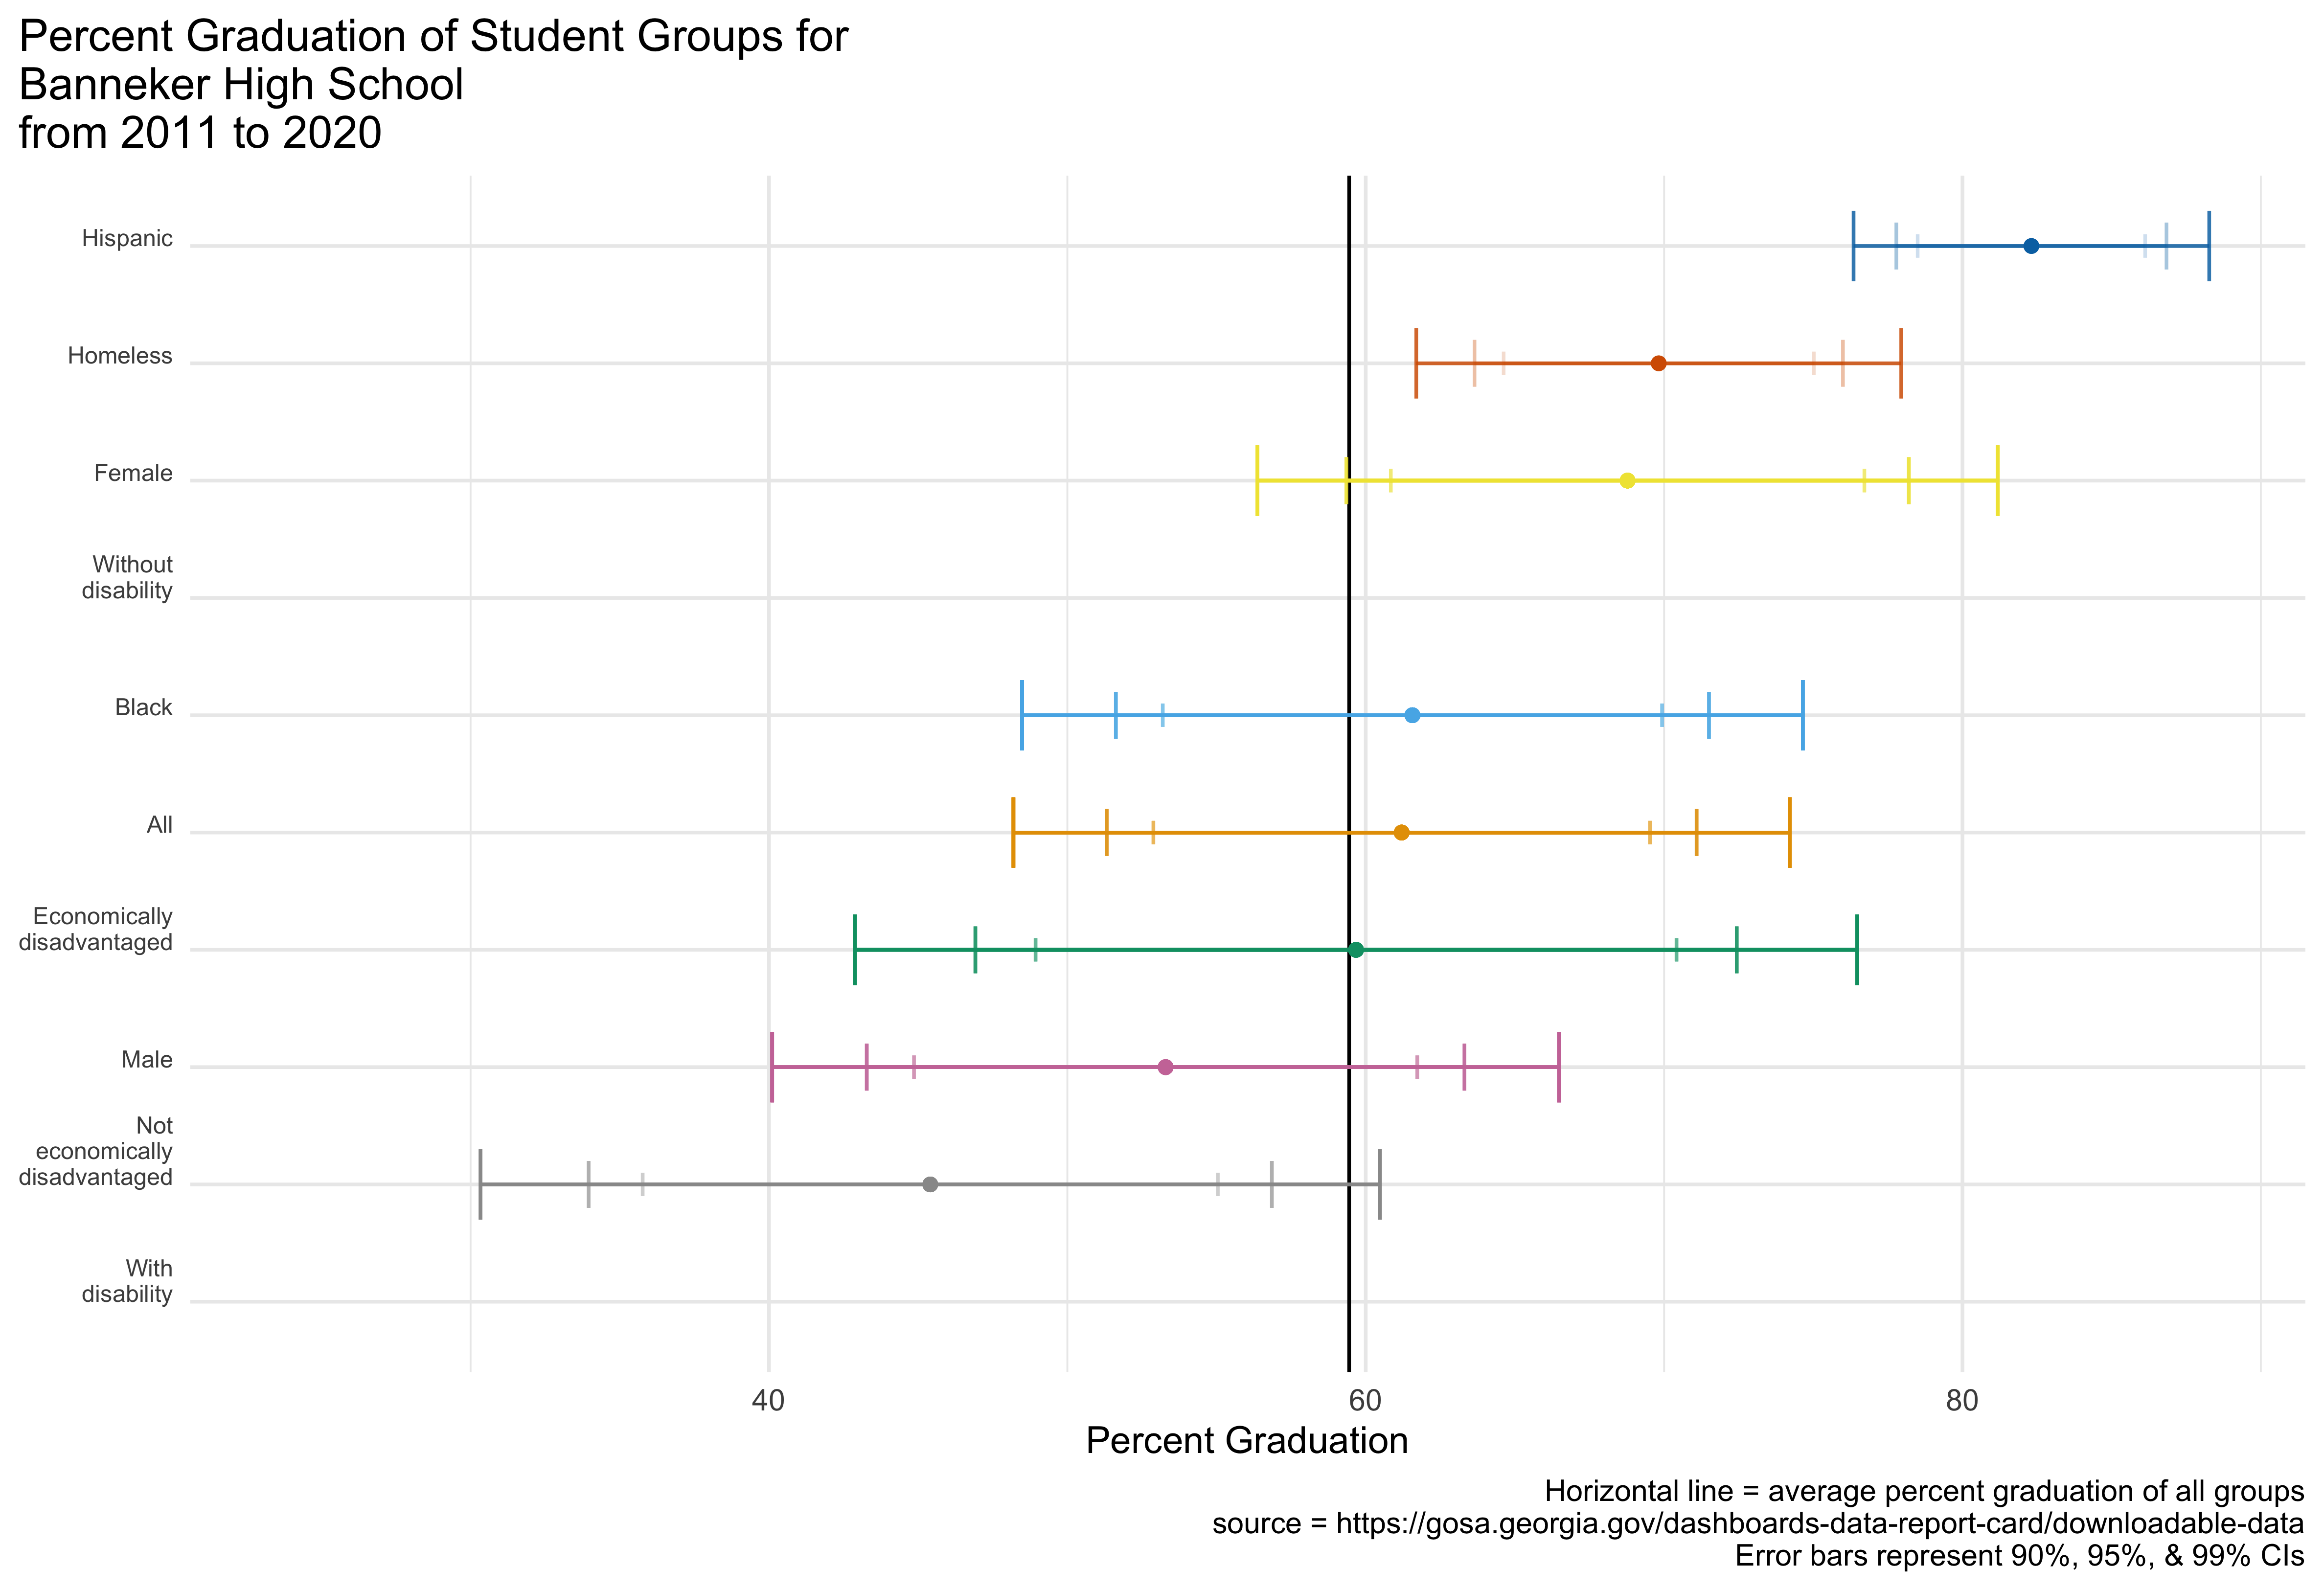 Percent Graduation of Student Groups for
Banneker High School
from 2011 to 2020
Hispanic
Homeless
Female
Without
disability
Black
All
Economically
disadvantaged
Male
Not
economically
disadvantaged
With
disability
40
60
80
Percent Graduation
Horizontal line = average percent graduation of all groups
source = https://gosa.georgia.gov/dashboards-data-report-card/downloadable-data
Error bars represent 90%, 95%, & 99% CIs